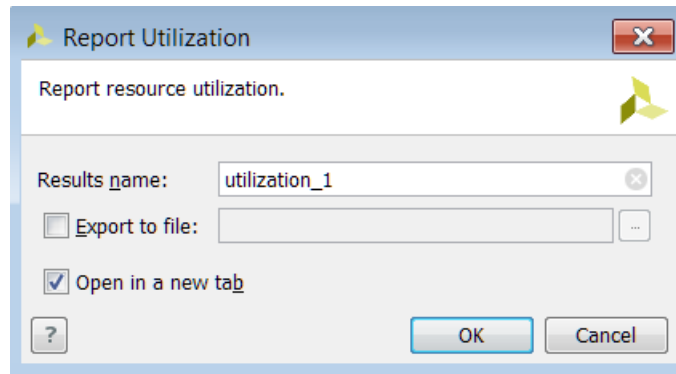 Report Utilization
Report resource utilization.
Results name: utilization_1
Export to file: ...
Open in a new tab
? OK Cancel